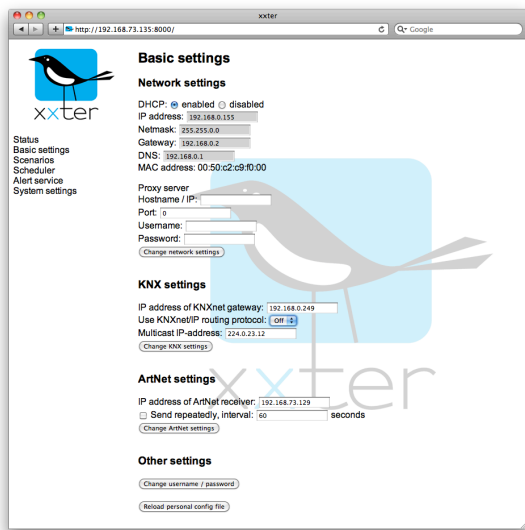 xxter
http://192.168.73.135:8000/
Google
xxter
Status
Basic settings
Scenarios
Scheduler
Alert service
System settings
Basic settings
Network settings
DHCP: enabled disabled
IP address: 192.168.0.155
Netmask: 255.255.0.0
Gateway: 192.168.0.2
DNS: 192.168.0.1
MAC address: 00:50:c2:c9:f0:00
Proxy server
Hostname / IP:
Port: 0
Username:
Password:
Change network settings
KNX settings
IP address of KNXnet gateway: 192.168.0.249
Use KNXnet/IP routing protocol: Off
Multicast IP-address: 224.0.23.12
Change KNX settings
xxter
ArtNet settings
IP address of ArtNet receiver: 192.168.73.129
Send repeatedly, interval: 60 seconds
Change ArtNet settings
Other settings
Change username / password
Reload personal config file